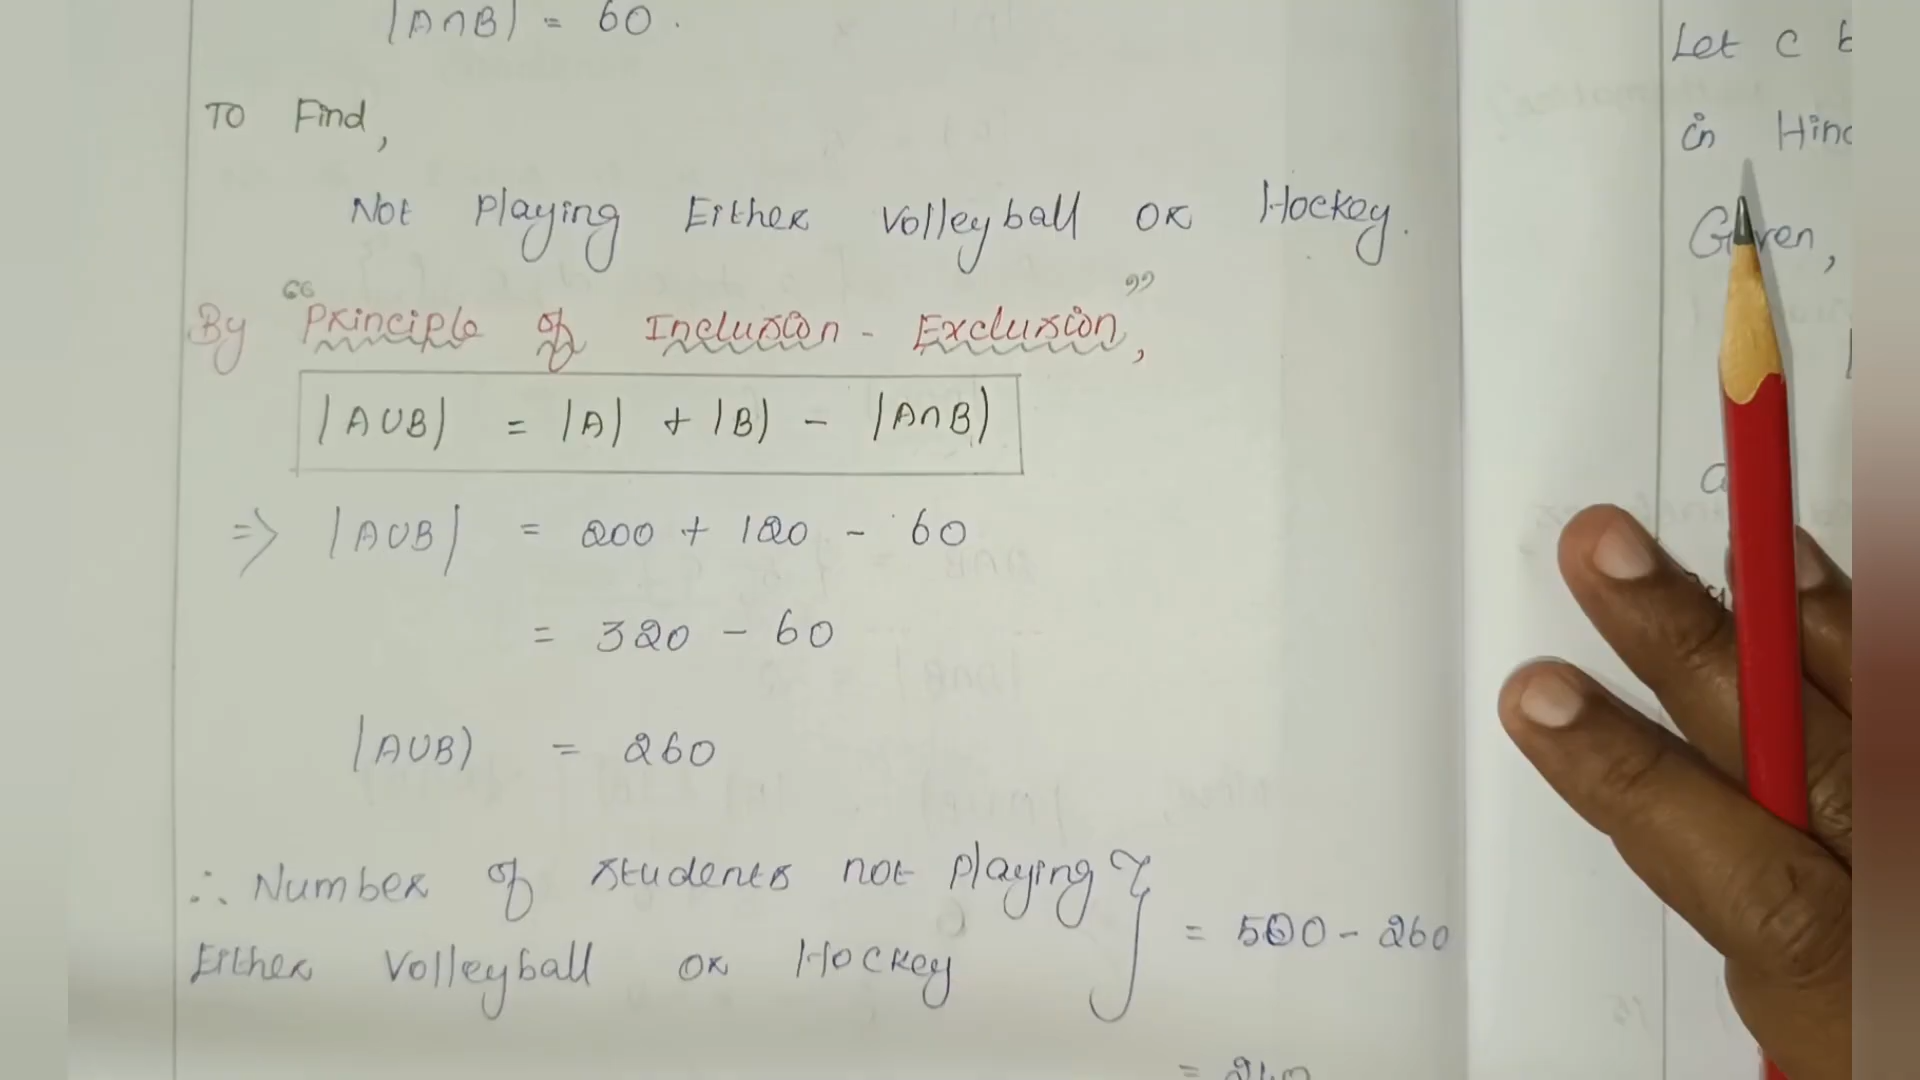 |A∩B| = 60.
To Find,
Not Playing Either Volleyball or Hockey.
By "Principle of Inclusion - Exclusion",
|A∪B| = |A| + |B| - |A∩B|
⇒ |A∪B| = 200 + 120 - 60
= 320 - 60
|A∪B| = 260
∴ Number of students not playing } = 500 - 260
Either Volleyball or Hockey
= 240
Let C
in
Given,